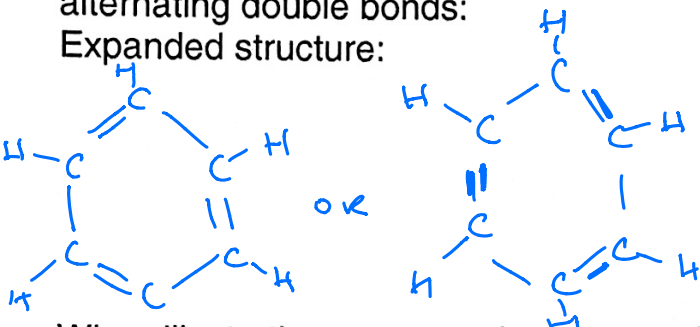 alternating double bonds:
Expanded structure:
H H
C C
H C C H H C C H
or
C C C C
H C H H C H
H